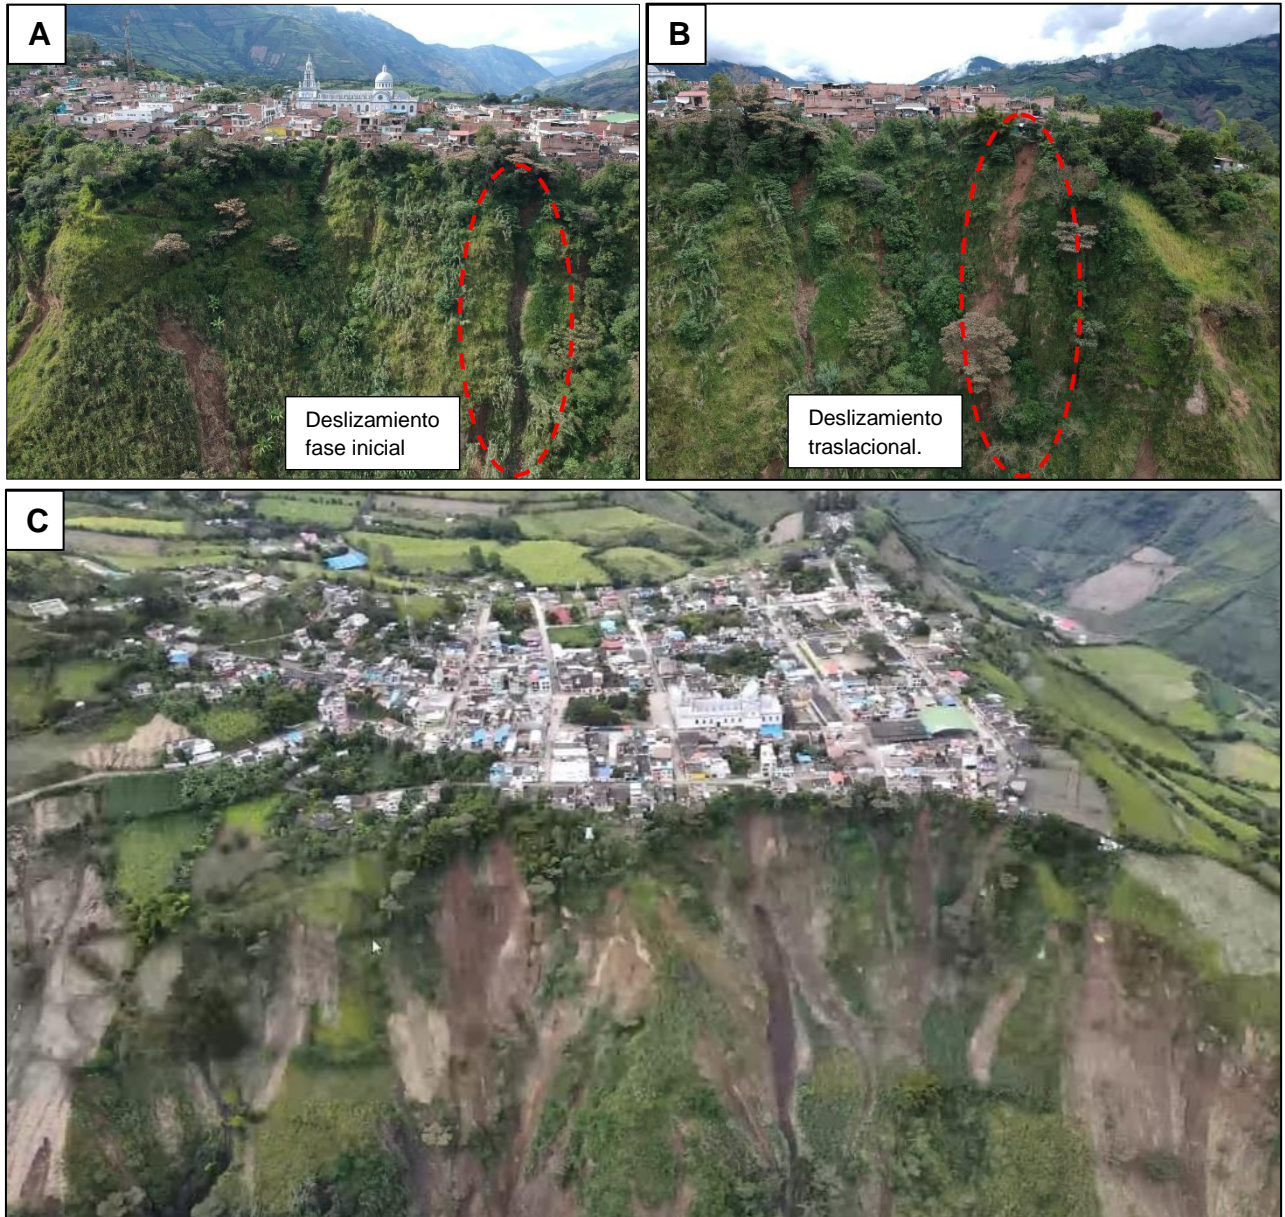 A
B
Deslizamiento
fase inicial
Deslizamiento
traslacional.
C